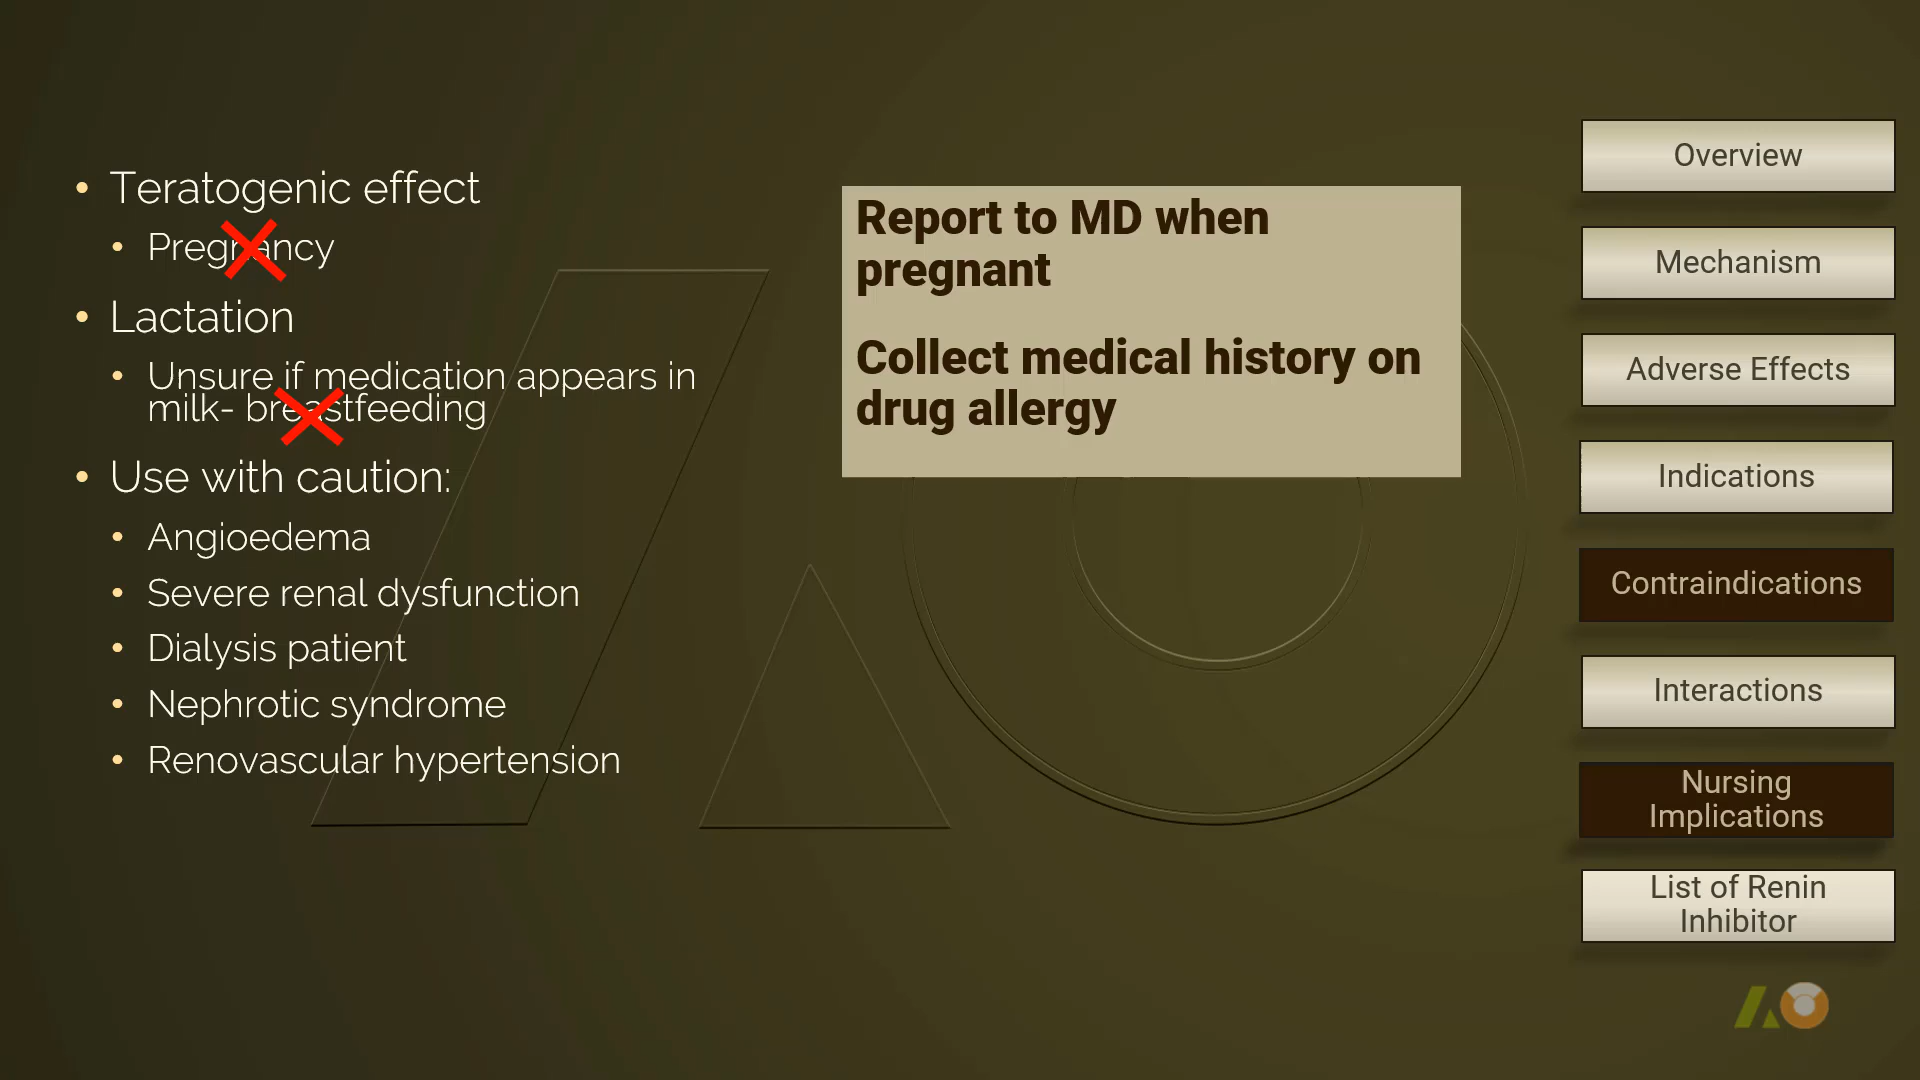 Teratogenic effect
Pregnancy
Lactation
Unsure if medication appears in
milk- breastfeeding
Use with caution:
Angioedema
Severe renal dysfunction
Dialysis patient
Nephrotic syndrome
Renovascular hypertension
Report to MD when
pregnant
Collect medical history on
drug allergy
Overview
Mechanism
Adverse Effects
Indications
Contraindications
Interactions
Nursing
Implications
List of Renin
Inhibitor